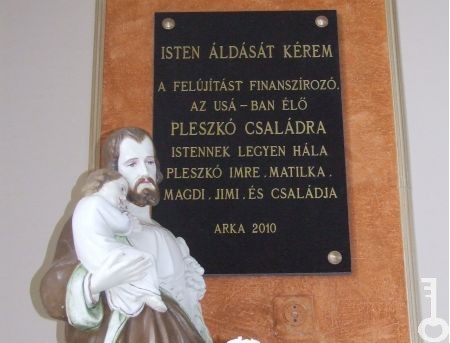 ISTEN ÁLDÁSÁT KÉREM
A FELÚJÍTÁST FINANSZÍROZÓ.
AZ USÁ – BAN ÉLŐ
PLESZKÓ CSALÁDRA
ISTENNEK LEGYEN HÁLA
PLESZKÓ IMRE . MATILKA .
MAGDI . JIMI . ÉS CSALÁDJA
ARKA 2010